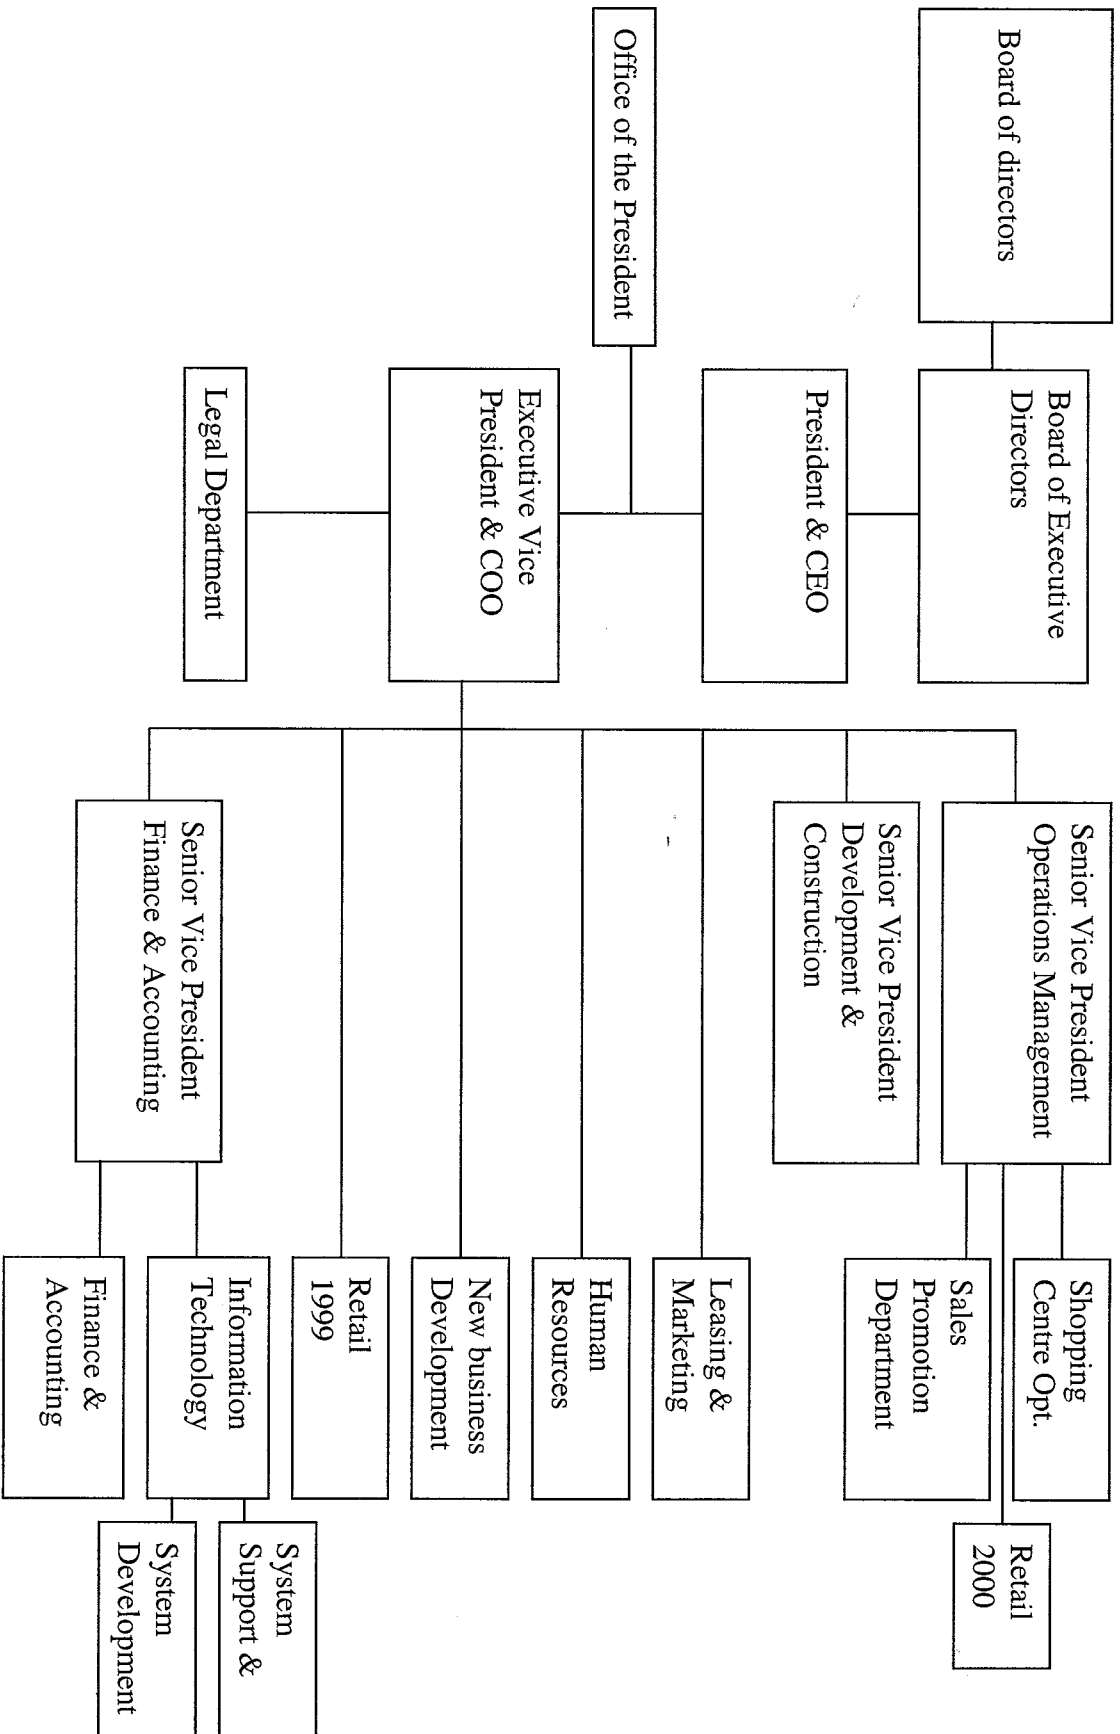 Board of directors
Board of Executive
Directors
Office of the President
President & CEO
Executive Vice
President & COO
Legal Department
Senior Vice President
Operations Management
Senior Vice President
Development &
Construction
Senior Vice President
Finance & Accounting
Shopping
Centre Opt.
Sales
Promotion
Department
Retail
2000
Leasing &
Marketing
Human
Resources
New business
Development
Retail
1999
Information
Technology
Finance &
Accounting
System
Support &
System
Development